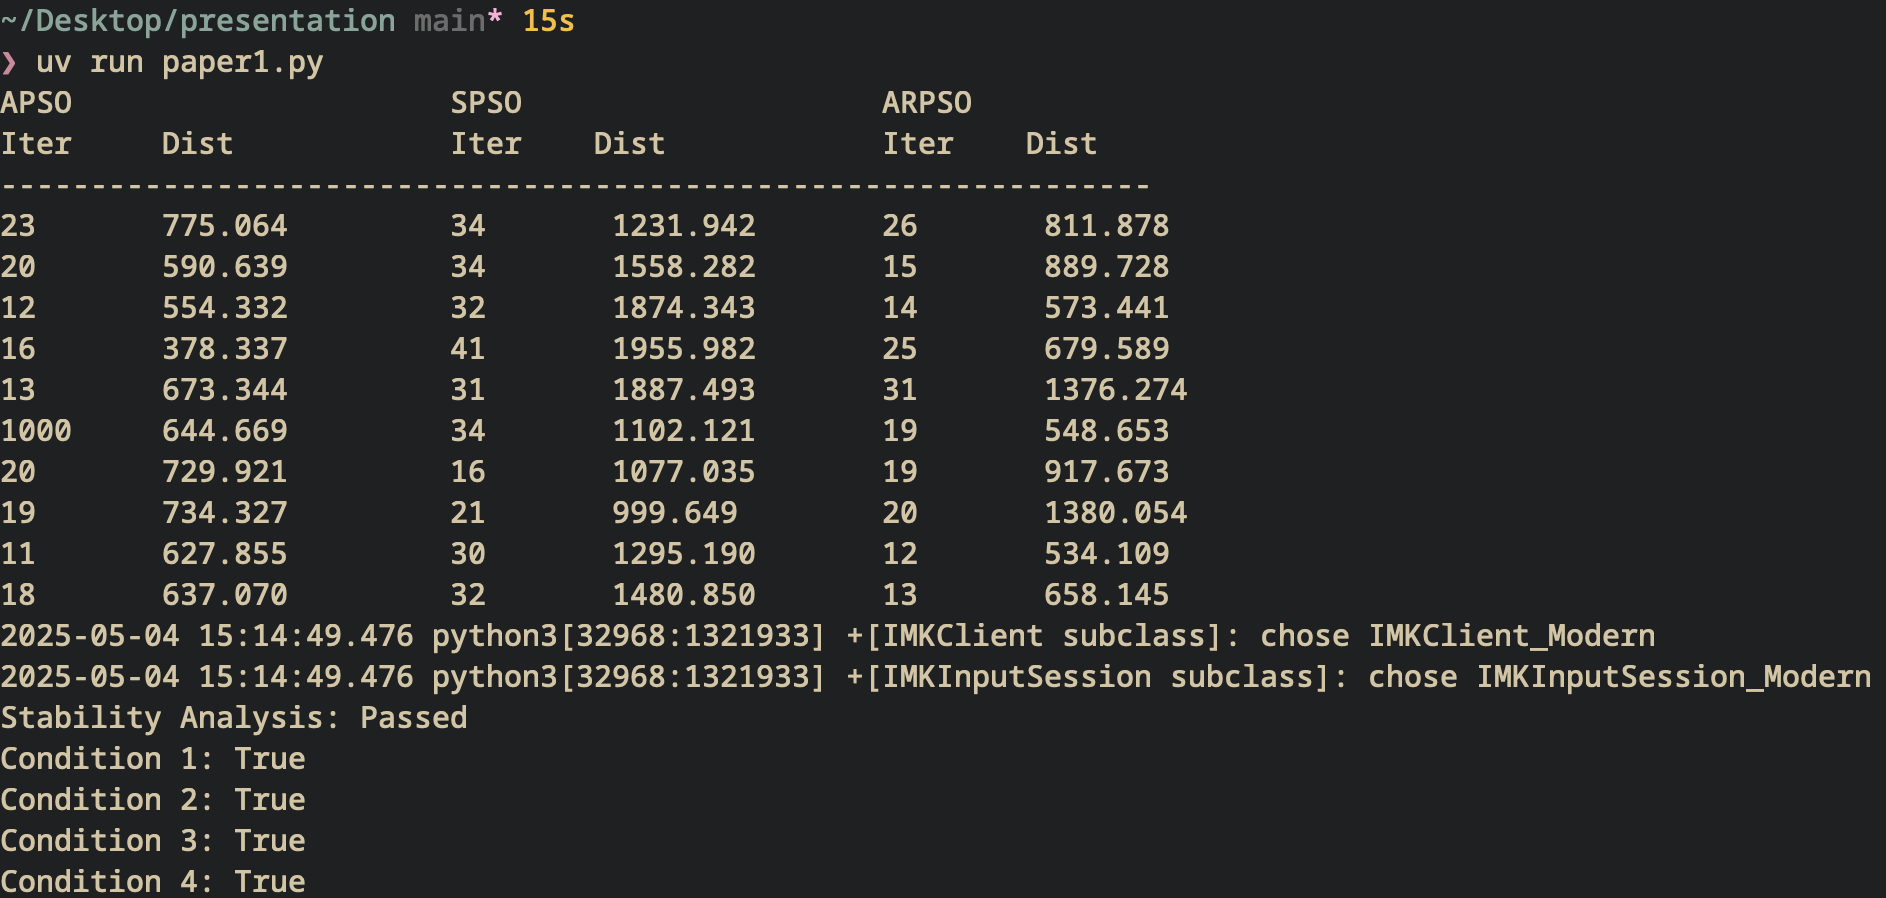 ~/Desktop/presentation main* 15s
❯ uv run paper1.py
APSO                     SPSO                    ARPSO
Iter     Dist            Iter    Dist            Iter    Dist
----------------------------------------------------------------
23       775.064         34       1231.942       26       811.878
20       590.639         34       1558.282       15       889.728
12       554.332         32       1874.343       14       573.441
16       378.337         41       1955.982       25       679.589
13       673.344         31       1887.493       31       1376.274
1000     644.669         34       1102.121       19       548.653
20       729.921         16       1077.035       19       917.673
19       734.327         21       999.649        20       1380.054
11       627.855         30       1295.190       12       534.109
18       637.070         32       1480.850       13       658.145
2025-05-04 15:14:49.476 python3[32968:1321933] +[IMKClient subclass]: chose IMKClient_Modern
2025-05-04 15:14:49.476 python3[32968:1321933] +[IMKInputSession subclass]: chose IMKInputSession_Modern
Stability Analysis: Passed
Condition 1: True
Condition 2: True
Condition 3: True
Condition 4: True